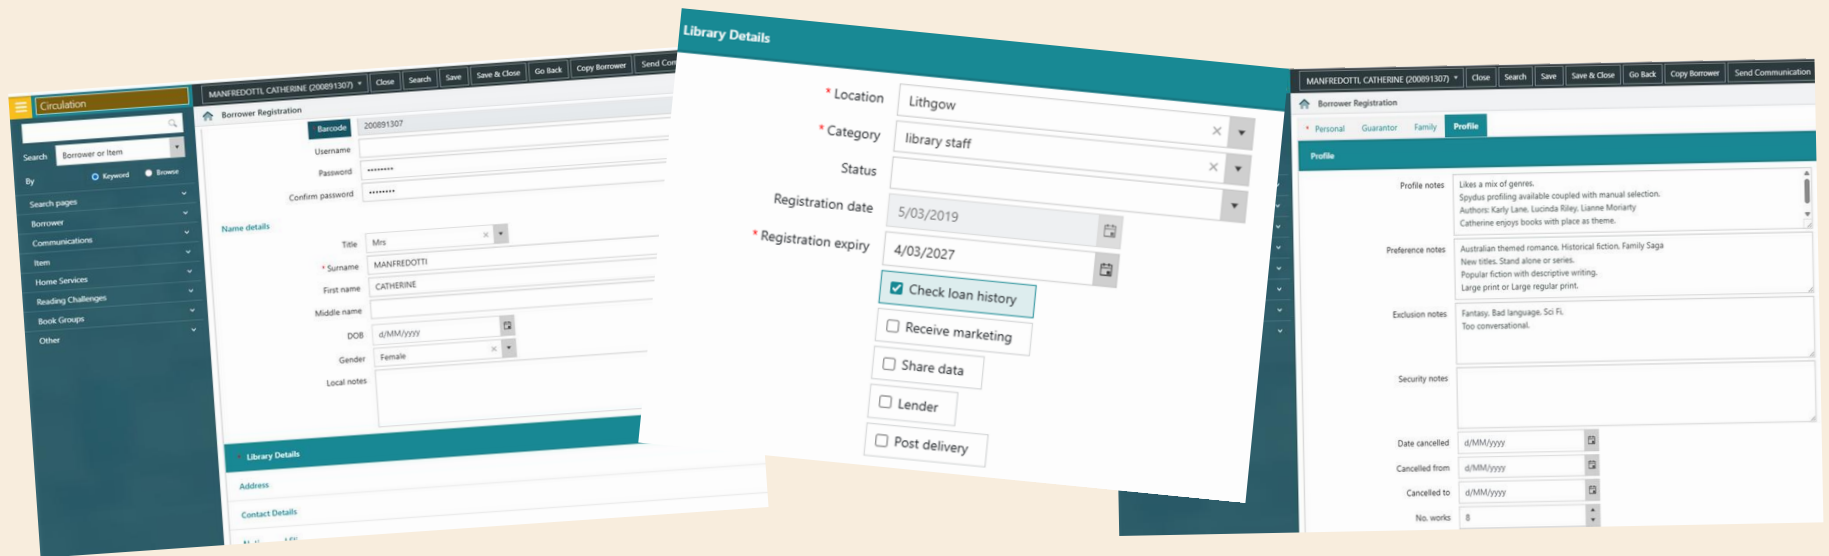 Circulation
Search
Borrower or Item
By
Keyword
Browse
Search pages
Borrower
Communications
Item
Home Services
Reading Challenges
Book Groups
Other
MANFREDOTTI, CATHERINE (200891307)
Close
Search
Save
Save & Close
Go Back
Copy Borrower
Send Com
Borrower Registration
Barcode
200891307
Username
Password
••••••••
Confirm password
••••••••
Name details
Title
Mrs
* Surname
MANFREDOTTI
First name
CATHERINE
Middle name
DOB
d/MM/yyyy
Gender
Female
Local notes
* Library Details
Address
Contact Details
Library Details
* Location
Lithgow
* Category
library staff
Status
Registration date
5/03/2019
* Registration expiry
4/03/2027
Check loan history
Receive marketing
Share data
Lender
Post delivery
MANFREDOTTI, CATHERINE (200891307)
Close
Search
Save
Save & Close
Go Back
Copy Borrower
Send Communication
Borrower Registration
* Personal
Guarantor
Family
Profile
Profile
Profile notes
Likes a mix of genres.
Spydus profiling available coupled with manual selection.
Authors: Karly Lane, Lucinda Riley, Lianne Moriarty
Catherine enjoys books with place as theme.
Preference notes
Australian themed romance, Historical fiction, Family Saga
New titles. Stand alone or series.
Popular fiction with descriptive writing.
Large print or Large regular print.
Exclusion notes
Fantasy, Bad language, Sci Fi,
Too conversational.
Security notes
Date cancelled
d/MM/yyyy
Cancelled from
d/MM/yyyy
Cancelled to
d/MM/yyyy
No. works
8